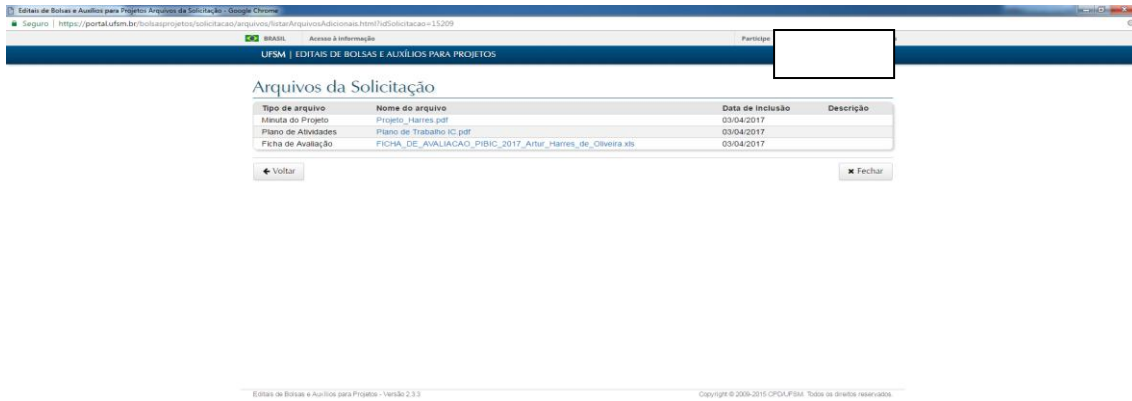 Editais de Bolsas e Auxílios para Projetos Arquivos da Solicitação - Google Chrome
Seguro | https://portal.ufsm.br/bolsasprojetos/solicitacao/arquivos/listarArquivosAdicionais.html?idSolicitacao=15209
BRASIL Acesso à informação Participe
UFSM | EDITAIS DE BOLSAS E AUXÍLIOS PARA PROJETOS
Arquivos da Solicitação
Tipo de arquivo Nome do arquivo Data de Inclusão Descrição
Minuta do Projeto Projeto_Harres.pdf 03/04/2017
Plano de Atividades Plano de Trabalho IC.pdf 03/04/2017
Ficha de Avaliação FICHA_DE_AVALIACAO_PIBIC_2017_Artur_Harres_de_Oliveira.xls 03/04/2017
Voltar Fechar
Editais de Bolsas e Auxílios para Projetos - Versão 2.3.3 Copyright © 2009-2015 CPD/UFSM. Todos os direitos reservados.